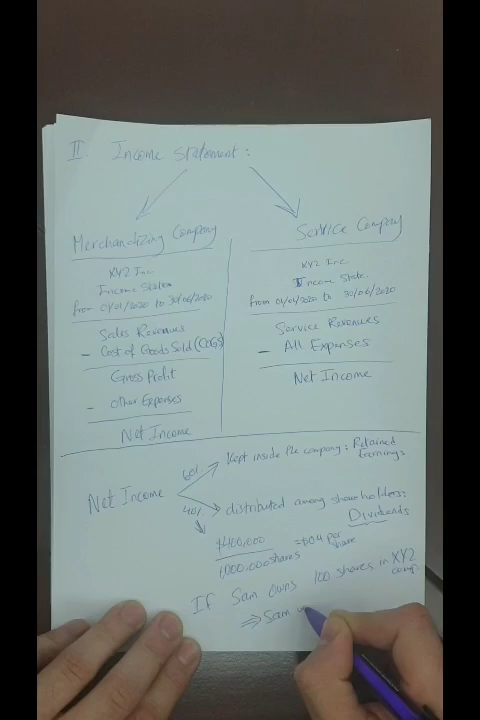 II. Income Statement :
Merchandizing Company
XYZ Inc.
Income State
from 01/01/2020 to 30/06/2020
Sales Revenues
- Cost of Goods Sold (COGS)
Gross Profit
- Other Expenses
Net Income
Service Company
XYZ Inc.
Income State.
from 01/01/2020 to 30/06/2020
Service Revenues
- All Expenses
Net Income
Net Income
60%
Kept inside the company : Retained
Earnings
40%
distributed among shareholders:
Dividends
$400,000
1,000,000 shares
= $0.4 per
share
If Sam owns 100 shares in XYZ
comp.
⇒ Sam